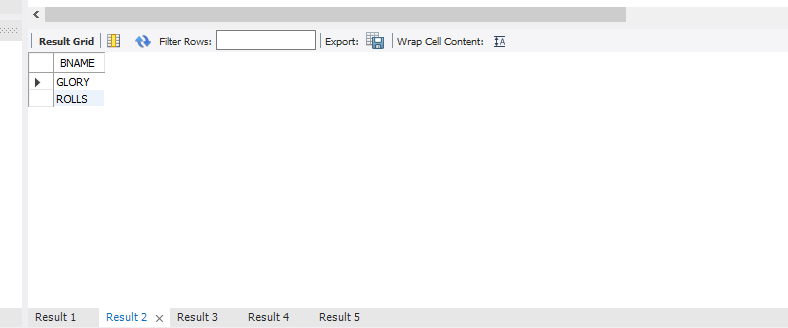 Result Grid Filter Rows: Export: Wrap Cell Content:
BNAME
GLORY
ROLLS
Result 1 Result 2 Result 3 Result 4 Result 5